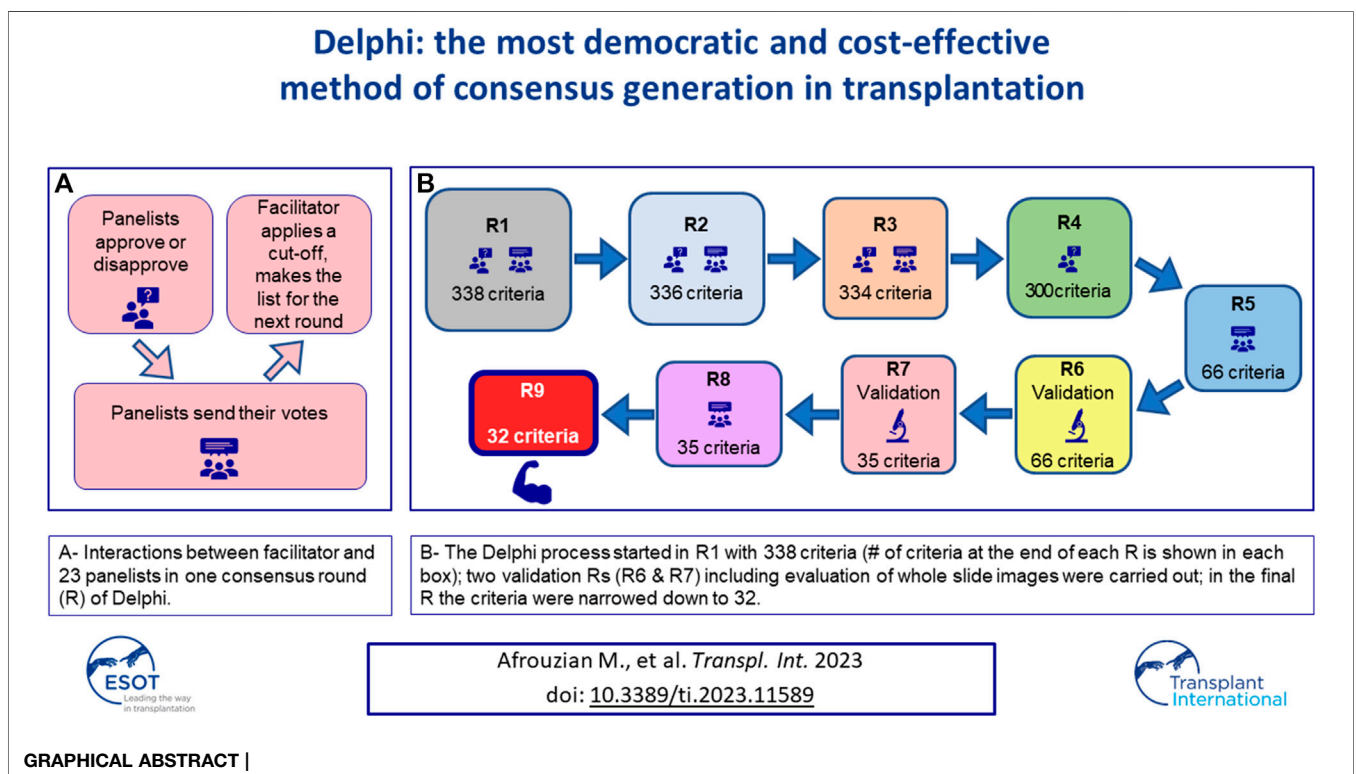 Delphi: the most democratic and cost-effective
method of consensus generation in transplantation
A
Panelists
approve or
disapprove
?
Facilitator
applies a
cut-off,
makes the
list for the
next round
Panelists send their votes
B
R1
?
338 criteria
R2
?
336 criteria
R3
?
334 criteria
R4
?
300criteria
R5
66 criteria
R6
Validation
66 criteria
R7
Validation
35 criteria
R8
35 criteria
R9
32 criteria
A- Interactions between facilitator and
23 panelists in one consensus round
(R) of Delphi.
B- The Delphi process started in R1 with 338 criteria (# of criteria at the end of each R is shown in each
box); two validation Rs (R6 & R7) including evaluation of whole slide images were carried out; in the final
R the criteria were narrowed down to 32.
ESOT
Leading the way
in transplantation
Afrouzian M., et al. Transpl. Int. 2023
doi: 10.3389/ti.2023.11589
Transplant
International
GRAPHICAL ABSTRACT |